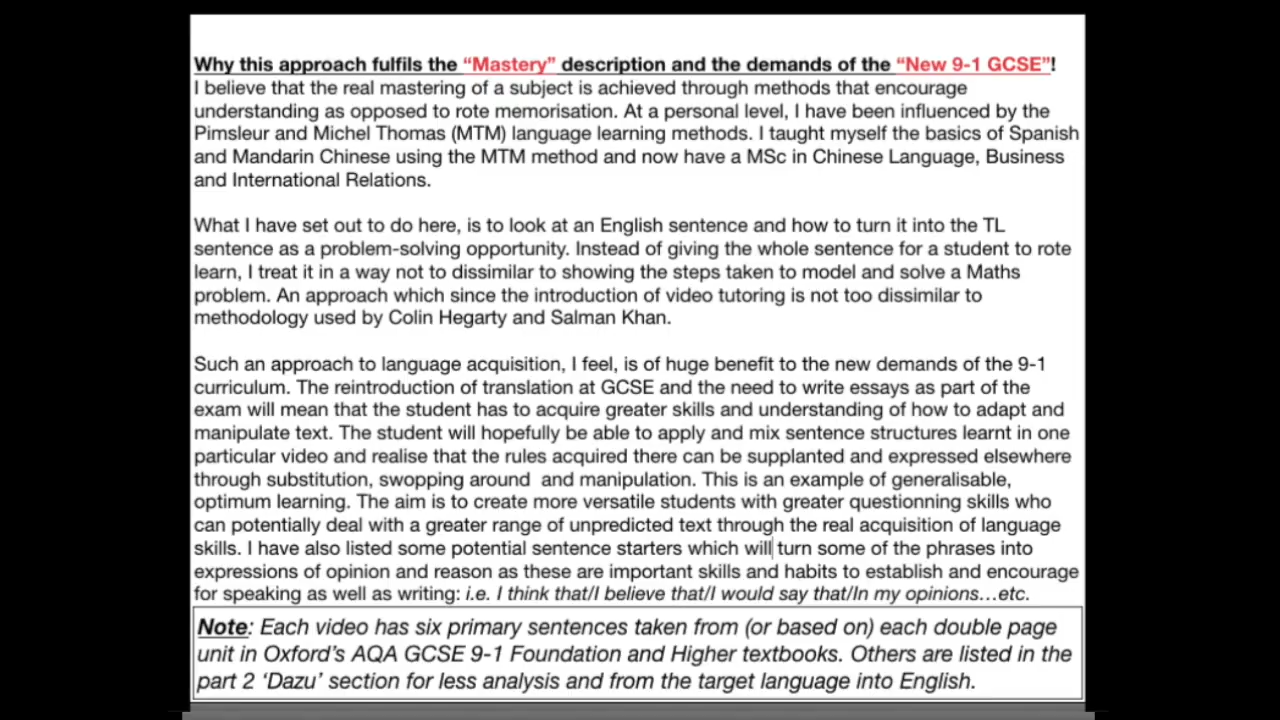 Why this approach fulfils the “Mastery” description and the demands of the “New 9-1 GCSE”!
I believe that the real mastering of a subject is achieved through methods that encourage
understanding as opposed to rote memorisation. At a personal level, I have been influenced by the
Pimsleur and Michel Thomas (MTM) language learning methods. I taught myself the basics of Spanish
and Mandarin Chinese using the MTM method and now have a MSc in Chinese Language, Business
and International Relations.
What I have set out to do here, is to look at an English sentence and how to turn it into the TL
sentence as a problem-solving opportunity. Instead of giving the whole sentence for a student to rote
learn, I treat it in a way not to dissimilar to showing the steps taken to model and solve a Maths
problem. An approach which since the introduction of video tutoring is not too dissimilar to
methodology used by Colin Hegarty and Salman Khan.
Such an approach to language acquisition, I feel, is of huge benefit to the new demands of the 9-1
curriculum. The reintroduction of translation at GCSE and the need to write essays as part of the
exam will mean that the student has to acquire greater skills and understanding of how to adapt and
manipulate text. The student will hopefully be able to apply and mix sentence structures learnt in one
particular video and realise that the rules acquired there can be supplanted and expressed elsewhere
through substitution, swopping around  and manipulation. This is an example of generalisable,
optimum learning. The aim is to create more versatile students with greater questionning skills who
can potentially deal with a greater range of unpredicted text through the real acquisition of language
skills. I have also listed some potential sentence starters which will turn some of the phrases into
expressions of opinion and reason as these are important skills and habits to establish and encourage
for speaking as well as writing: i.e. I think that/I believe that/I would say that/In my opinions…etc.
Note: Each video has six primary sentences taken from (or based on) each double page
unit in Oxford’s AQA GCSE 9-1 Foundation and Higher textbooks. Others are listed in the
part 2 ‘Dazu’ section for less analysis and from the target language into English.